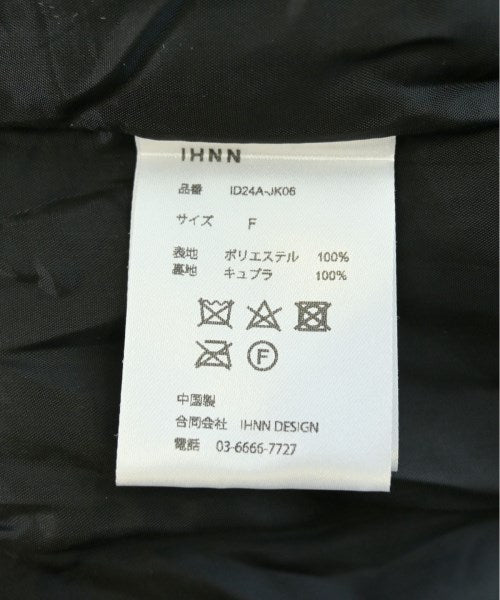 IHNN
品番 ID24A-JK06
サイズ F
表地 ポリエステル 100%
裏地 キュプラ 100%
F
中国製
合同会社 IHNN DESIGN
電話 03-6666-7727